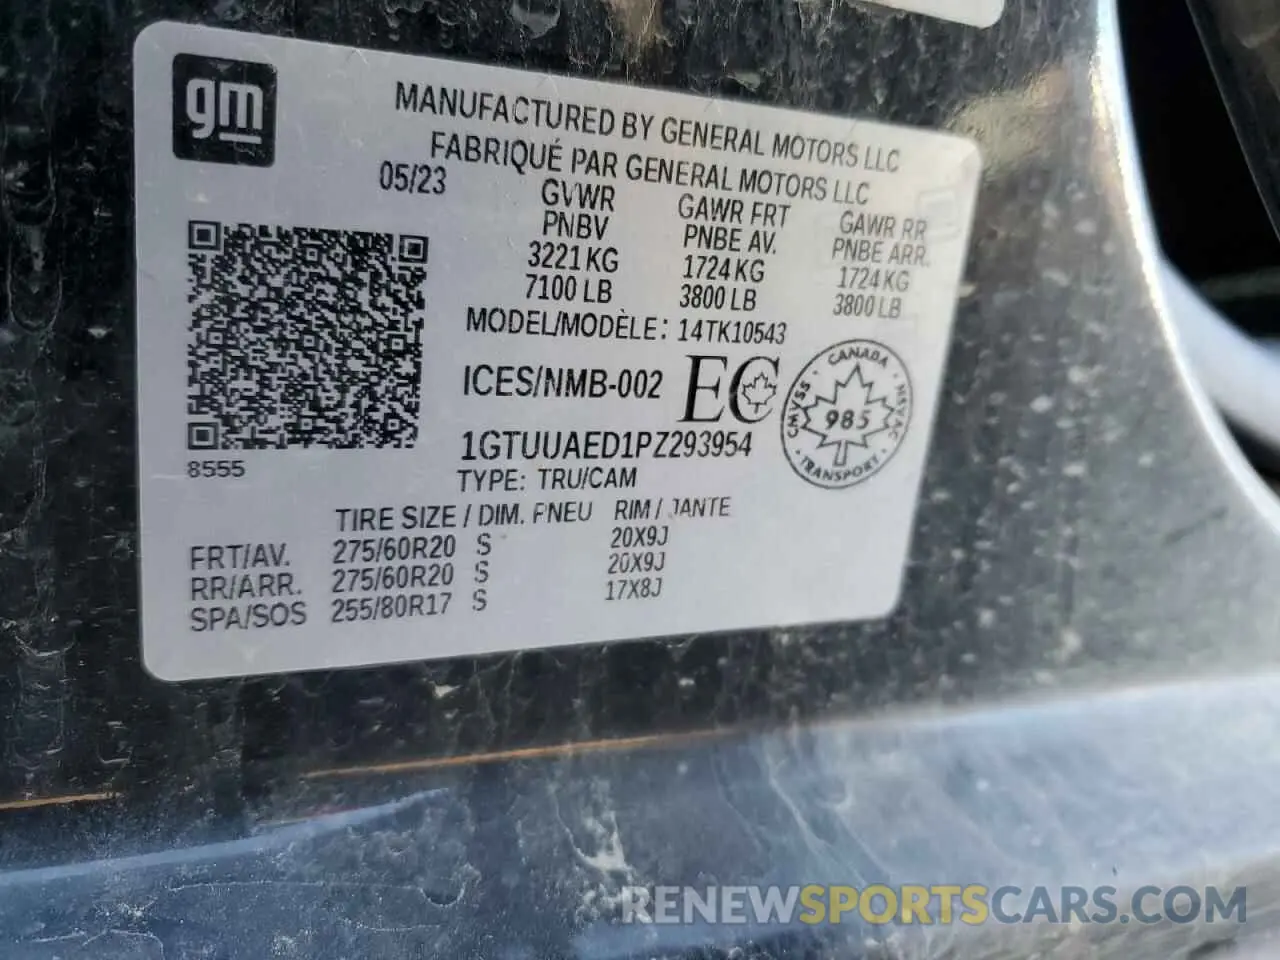 gm
MANUFACTURED BY GENERAL MOTORS LLC
FABRIQUÉ PAR GENERAL MOTORS LLC
05/23
GVWR GAWR FRT GAWR RR
PNBV PNBE AV. PNBE ARR.
3221 KG 1724 KG 1724 KG
7100 LB 3800 LB 3800 LB
MODEL/MODÈLE: 14TK10543
ICES/NMB-002 EC
CANADA
CMVSS 985 NSVAC
TRANSPORT
1GTUUAED1PZ293954
8555
TYPE: TRU/CAM
TIRE SIZE / DIM. PNEU RIM / JANTE
FRT/AV. 275/60R20 S 20X9J
RR/ARR. 275/60R20 S 20X9J
SPA/SOS 255/80R17 S 17X8J
RENEWSPORTSCARS.COM